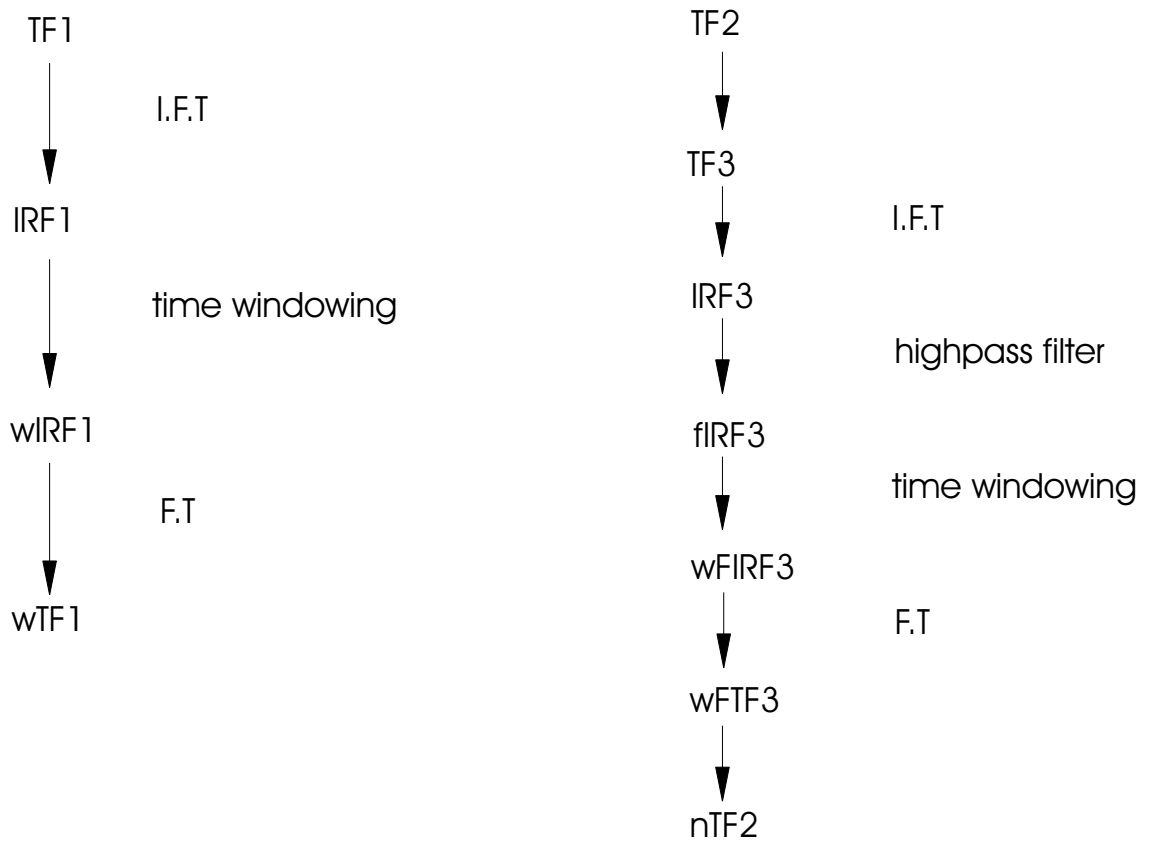 TF1
I.F.T
IRF1
time windowing
wIRF1
F.T
wTF1
TF2
TF3
I.F.T
IRF3
highpass filter
fIRF3
time windowing
wFIRF3
F.T
wFTF3
nTF2